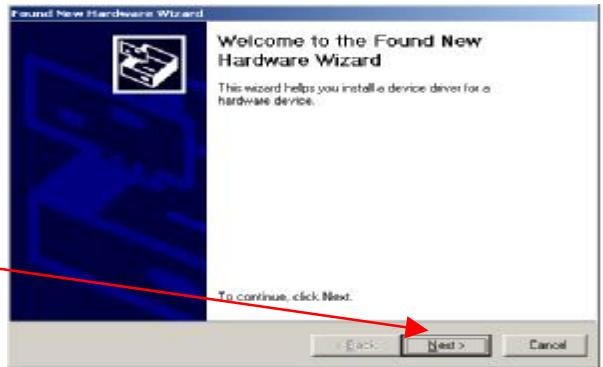 Found New Hardware Wizard
Welcome to the Found New
Hardware Wizard
This wizard helps you install a device driver for a
hardware device.
To continue, click Next.
< Back
Next >
Cancel